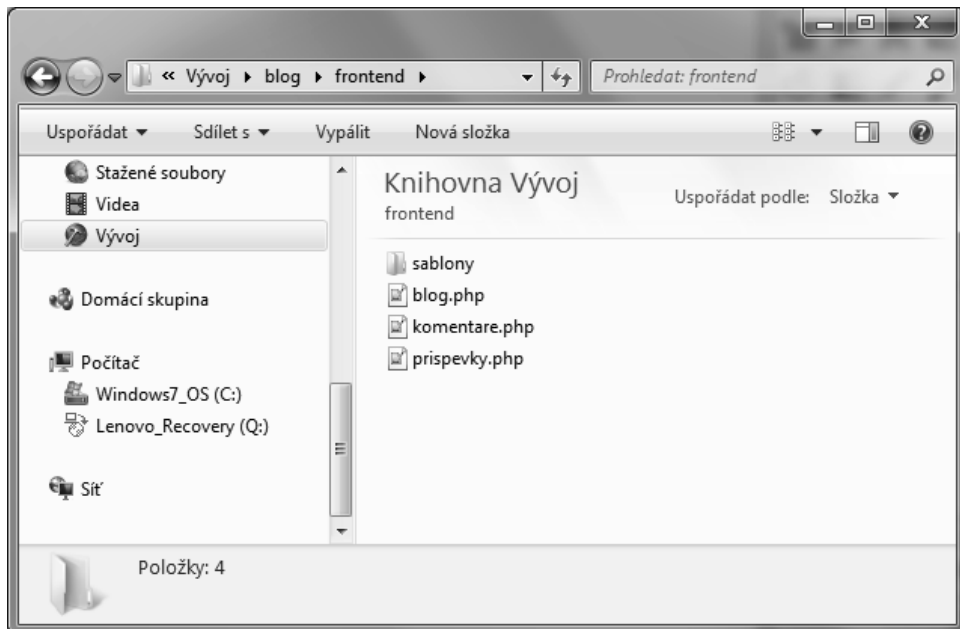 « Vývoj ▸ blog ▸ frontend ▸
Prohledat: frontend
Uspořádat ▾ Sdílet s ▾ Vypálit Nová složka
Stažené soubory
Videa
Vývoj
Domácí skupina
Počítač
Windows7_OS (C:)
Lenovo_Recovery (Q:)
Síť
Knihovna Vývoj
frontend
Uspořádat podle: Složka ▾
sablony
blog.php
komentare.php
prispevky.php
Položky: 4